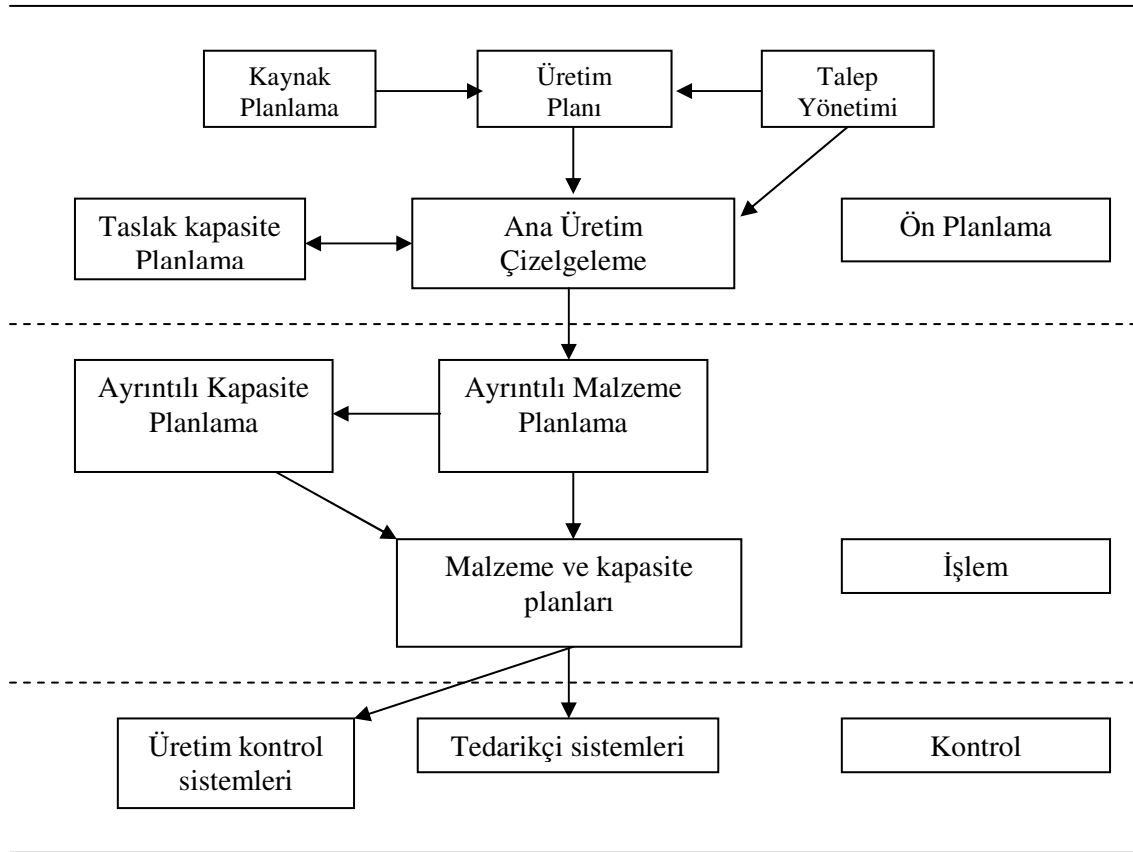 Kaynak
Planlama
Üretim
Planı
Talep
Yönetimi
Taslak kapasite
Planlama
Ana Üretim
Çizelgeleme
Ön Planlama
Ayrıntılı Kapasite
Planlama
Ayrıntılı Malzeme
Planlama
Malzeme ve kapasite
planları
İşlem
Üretim kontrol
sistemleri
Tedarikçi sistemleri
Kontrol